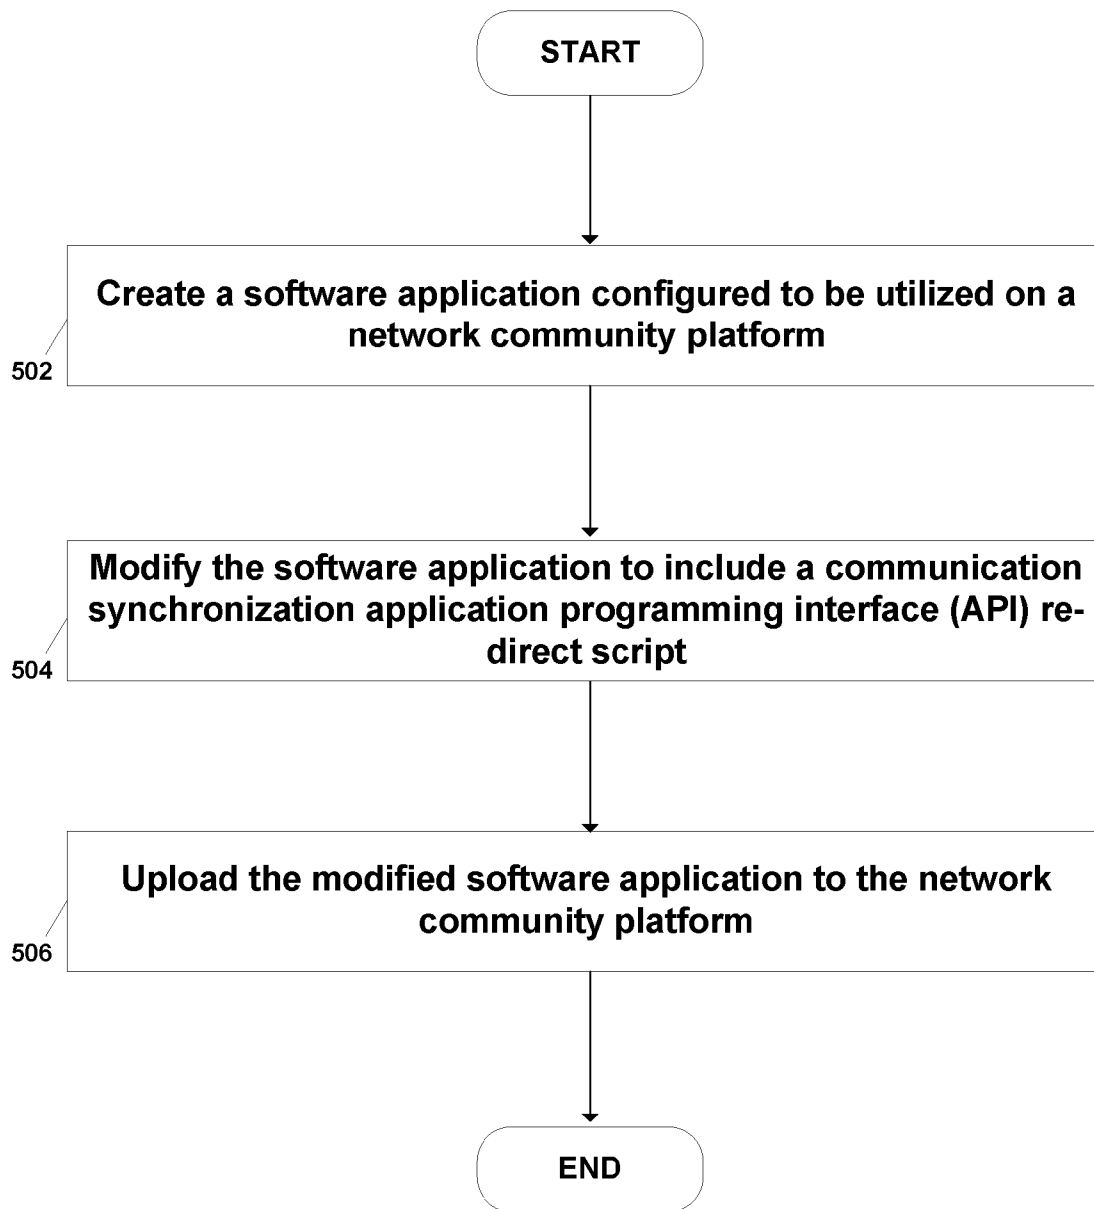 START
Create a software application configured to be utilized on a
network community platform
502
Modify the software application to include a communication
synchronization application programming interface (API) re-
direct script
504
Upload the modified software application to the network
community platform
506
END